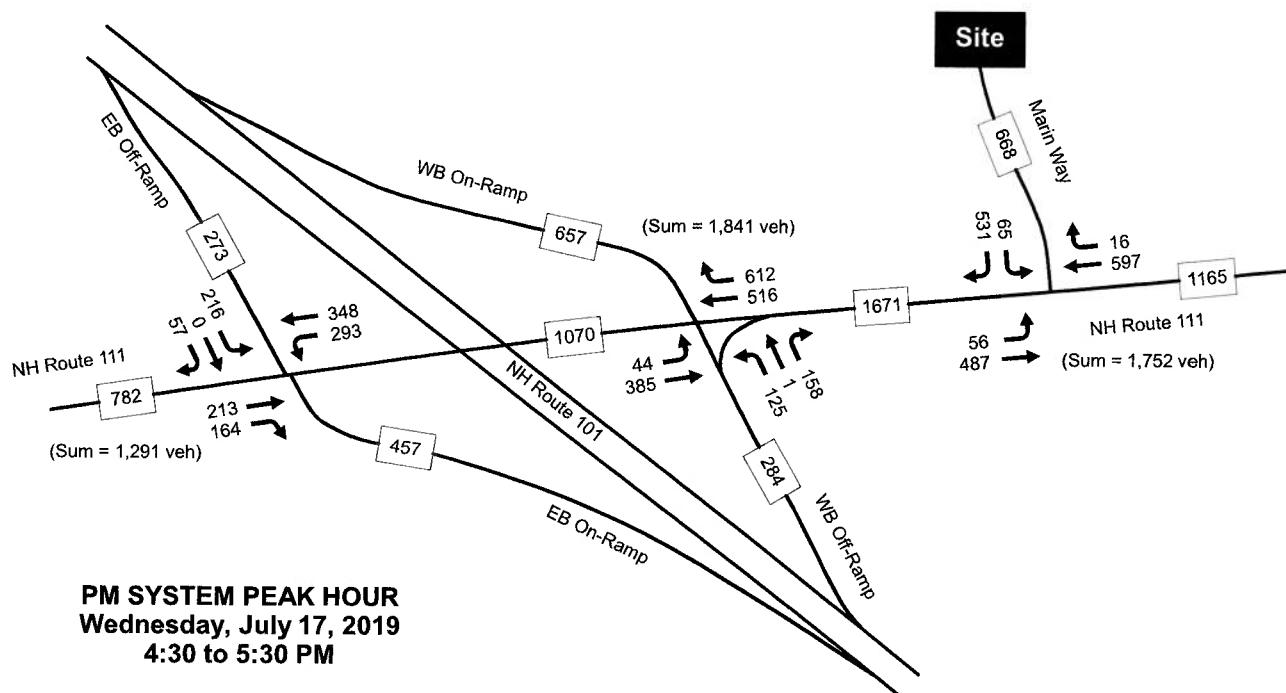 Site
Marin Way
668
EB Off-Ramp
WB On-Ramp
273
657
(Sum = 1,841 veh)
531
65
16
597
612
516
1671
1165
NH Route 111
216
0
57
348
293
1070
NH Route 111
782
44
385
56
487
(Sum = 1,752 veh)
158
1
125
213
164
NH Route 101
(Sum = 1,291 veh)
457
284
EB On-Ramp
WB Off-Ramp
PM SYSTEM PEAK HOUR
Wednesday, July 17, 2019
4:30 to 5:30 PM